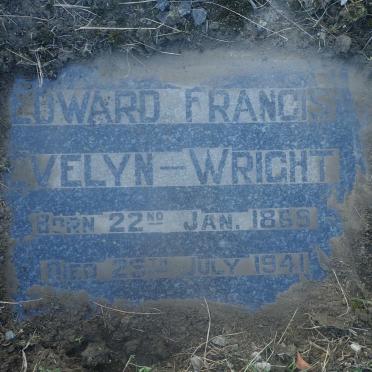 EDWARD FRANCIS
EVELYN-WRIGHT
BORN 22ND JAN.
DIED JULY 1941